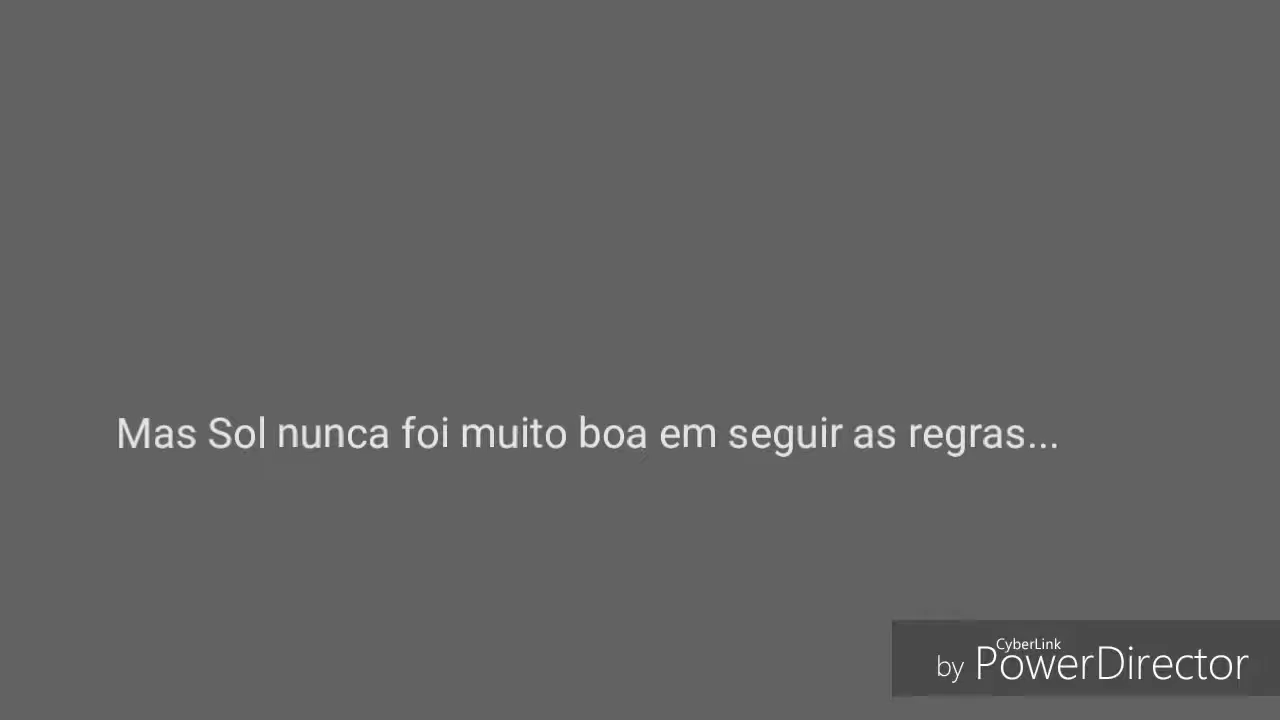 Mas Sol nunca foi muito boa em seguir as regras...
CyberLink
by PowerDirector